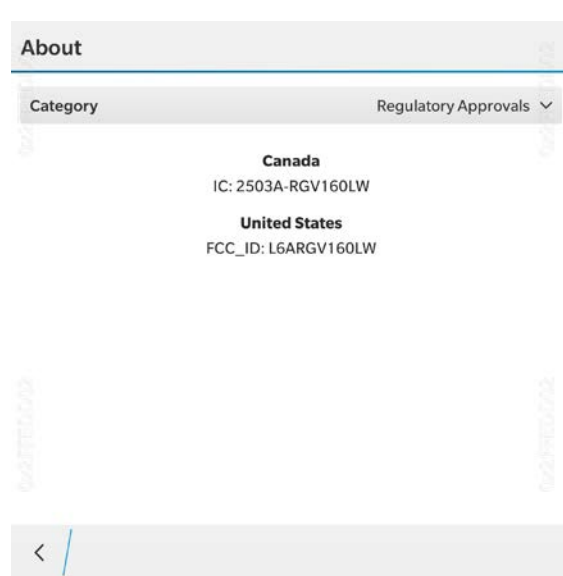 About
Category Regulatory Approvals
Canada
IC: 2503A-RGV160LW
United States
FCC_ID: L6ARGV160LW